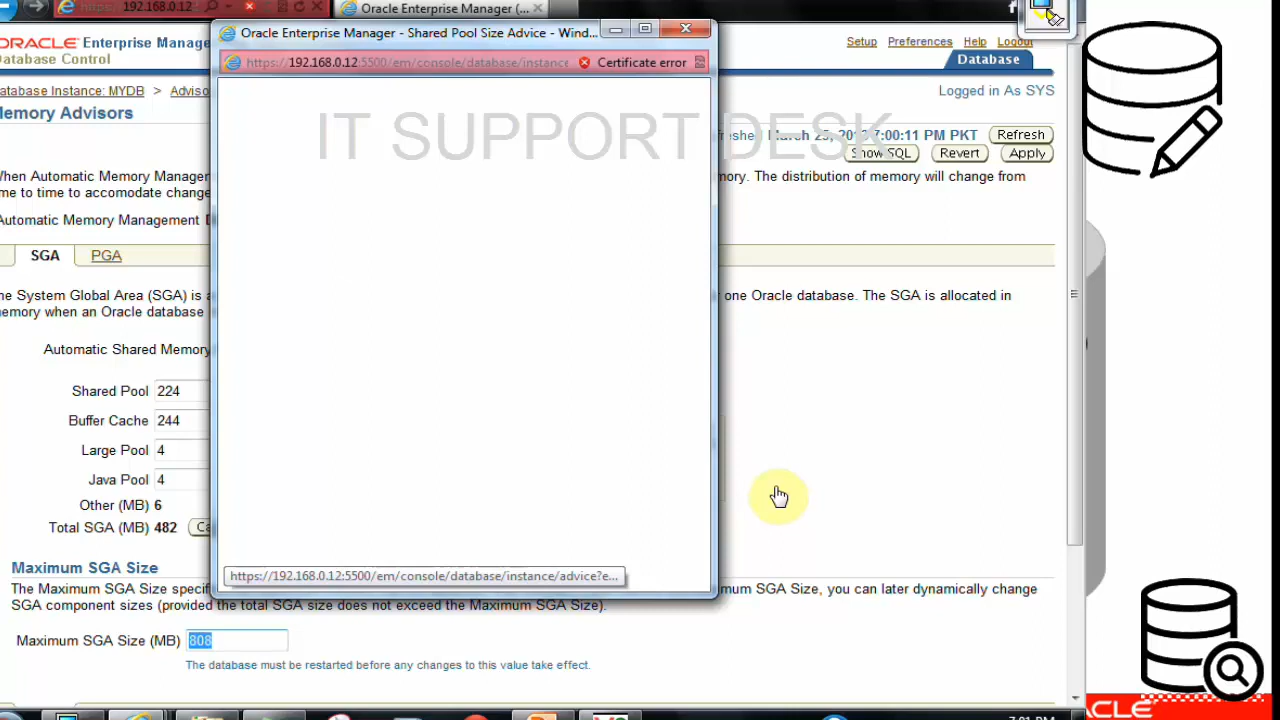 https://192.168.0.12
Oracle Enterprise Manager (...
ORACLE Enterprise Manage
Database Control
Setup Preferences Help Logout
Database
atabase Instance: MYDB > Adviso
Logged in As SYS
emory Advisors
Oracle Enterprise Manager - Shared Pool Size Advice - Wind...
https://192.168.0.12:5500/em/console/database/instance
Certificate error
IT SUPPORT DESK
Refresh
Show SQL Revert Apply
7:00:11 PM PKT
When Automatic Memory Manager
mory. The distribution of memory will change from
me to time to accomodate change
Automatic Memory Management D
SGA PGA
he System Global Area (SGA) is a
one Oracle database. The SGA is allocated in
memory when an Oracle database
Automatic Shared Memory
Shared Pool 224
Buffer Cache 244
Large Pool 4
Java Pool 4
Other (MB) 6
Total SGA (MB) 482 Ca
https://192.168.0.12:5500/em/console/database/instance/advice?e...
Maximum SGA Size
The Maximum SGA Size specif
mum SGA Size, you can later dynamically change
SGA component sizes (provided the total SGA size does not exceed the Maximum SGA Size).
Maximum SGA Size (MB) 808
The database must be restarted before any changes to this value take effect.
7:01 PM